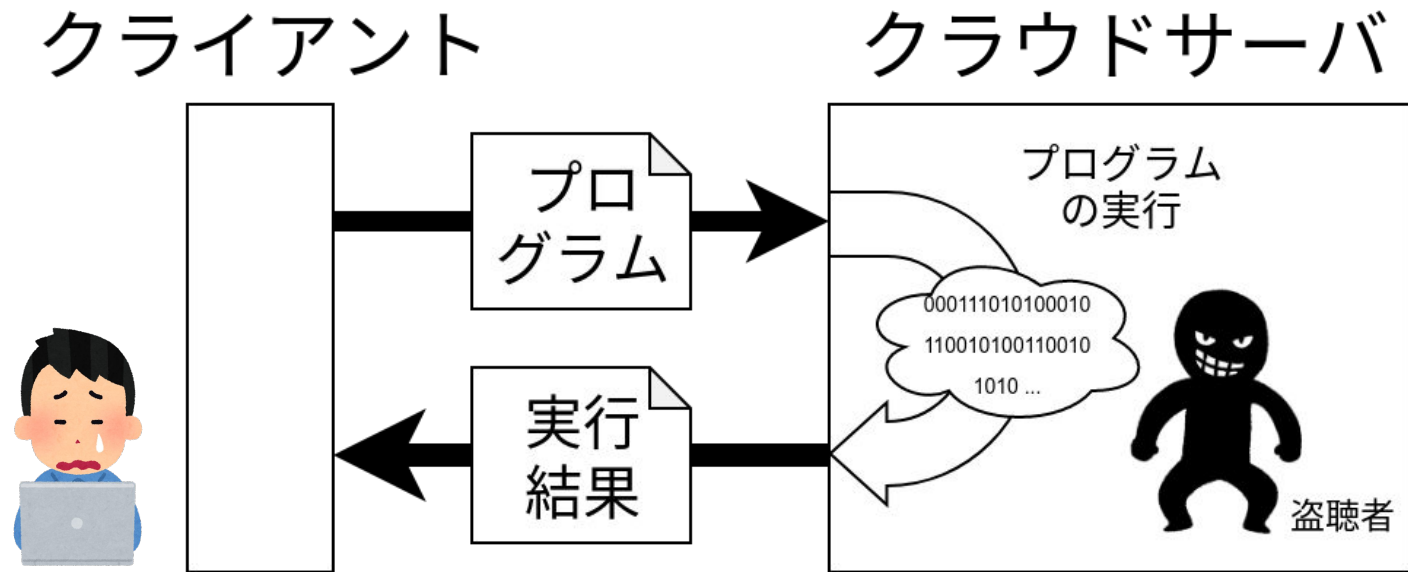 クライアント
クラウドサーバ
プロ
グラム
プログラム
の実行
000111010100010
110010100110010
1010 ...
実行
結果
盗聴者